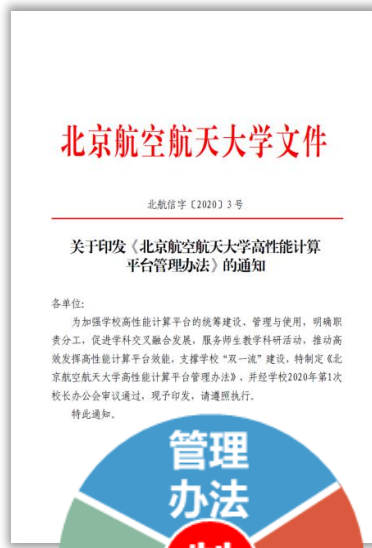 北京航空航天大学文件
北航信字〔2020〕3号
关于印发《北京航空航天大学高性能计算
平台管理办法》的通知
各单位:
为加强学校高性能计算平台的统筹建设、管理与使用,明确职
责分工,促进学科交叉融合发展,服务师生教学科研活动,推动高
效发挥高性能计算平台效能,支撑学校“双一流”建设,特制定《北
京航空航天大学高性能计算平台管理办法》,并经学校2020年第1次
校长办公会审议通过,现予印发,请遵照执行。
特此通知。
管理
办法